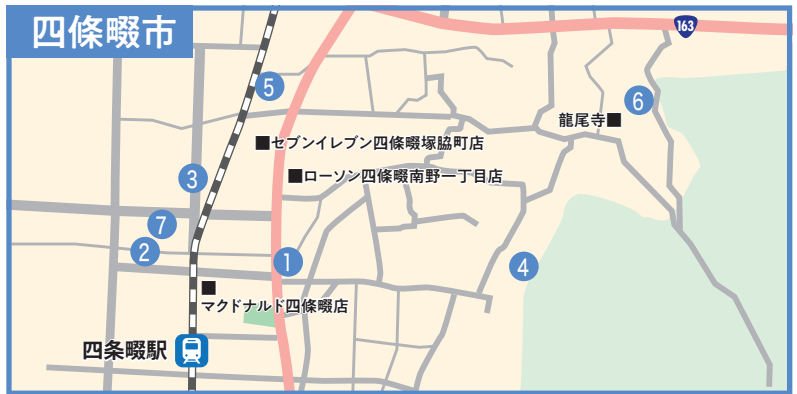 四條畷市
163
5
6
龍尾寺
セブンイレブン四條畷塚脇町店
3
ローソン四條畷南野一丁目店
7
2
1
4
マクドナルド四條畷店
四条畷駅